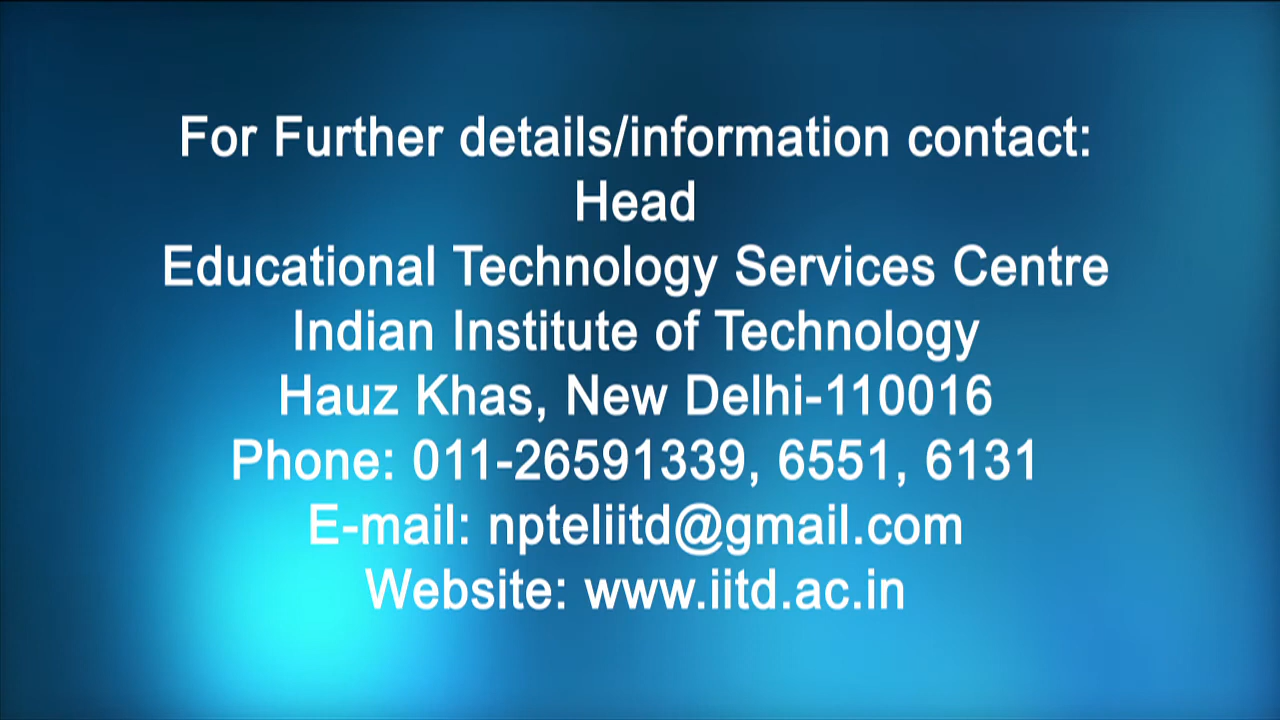 For Further details/information contact:
Head
Educational Technology Services Centre
Indian Institute of Technology
Hauz Khas, New Delhi-110016
Phone: 011-26591339, 6551, 6131
E-mail: npteliitd@gmail.com
Website: www.iitd.ac.in